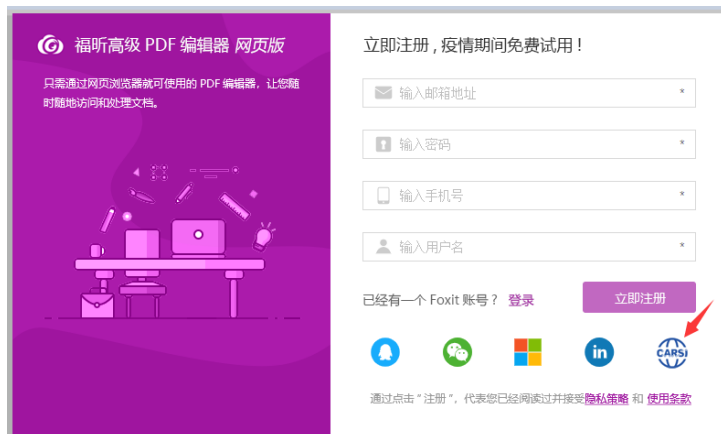 福昕高级 PDF 编辑器 网页版
只需通过网页浏览器就可使用的 PDF 编辑器，让您随
时随地访问和处理文档。
立即注册 , 疫情期间免费试用 !
输入邮箱地址 *
输入密码 *
输入手机号 *
输入用户名 *
已经有一个 Foxit 账号 ? 登录
立即注册
in
CARSI
通过点击 “ 注册 ”，代表您已经阅读过并接受隐私策略 和 使用条款